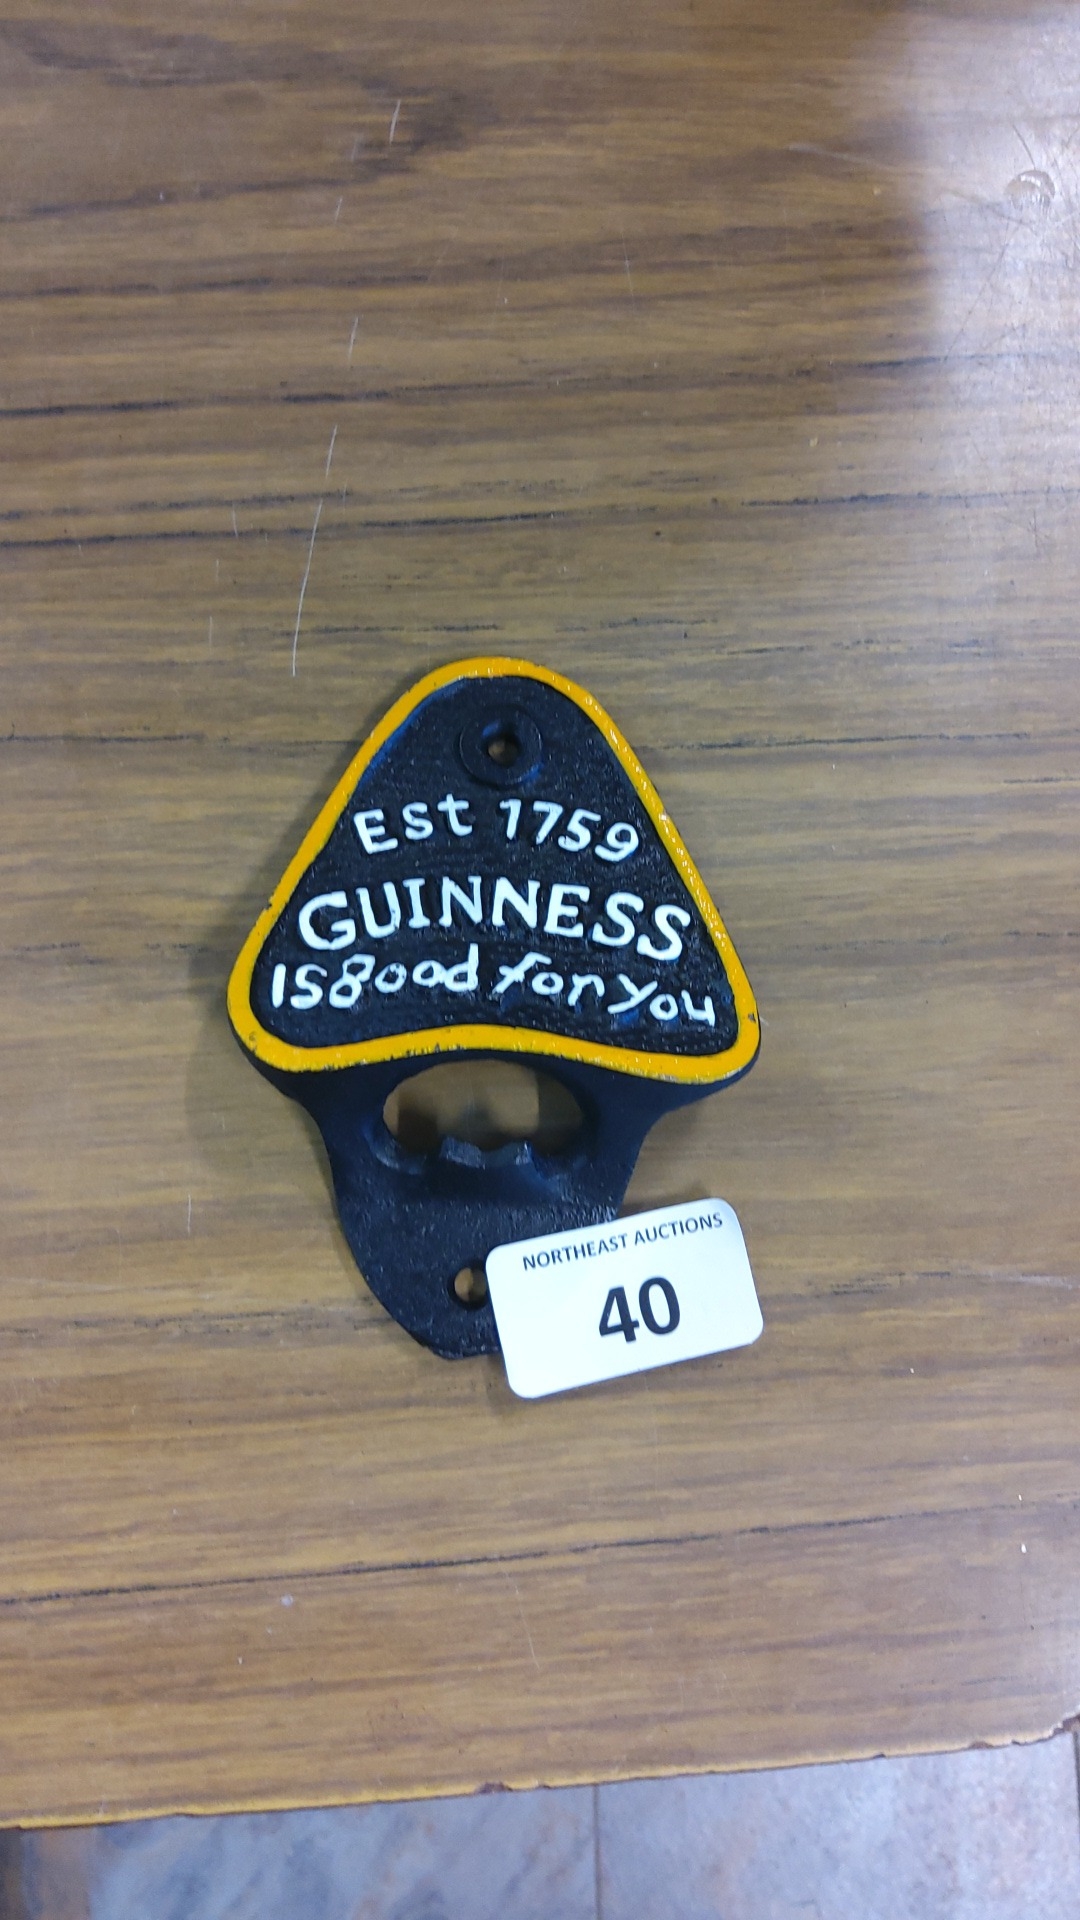 Est 1759
GUINNESS
Is good for you
NORTHEAST AUCTIONS
40